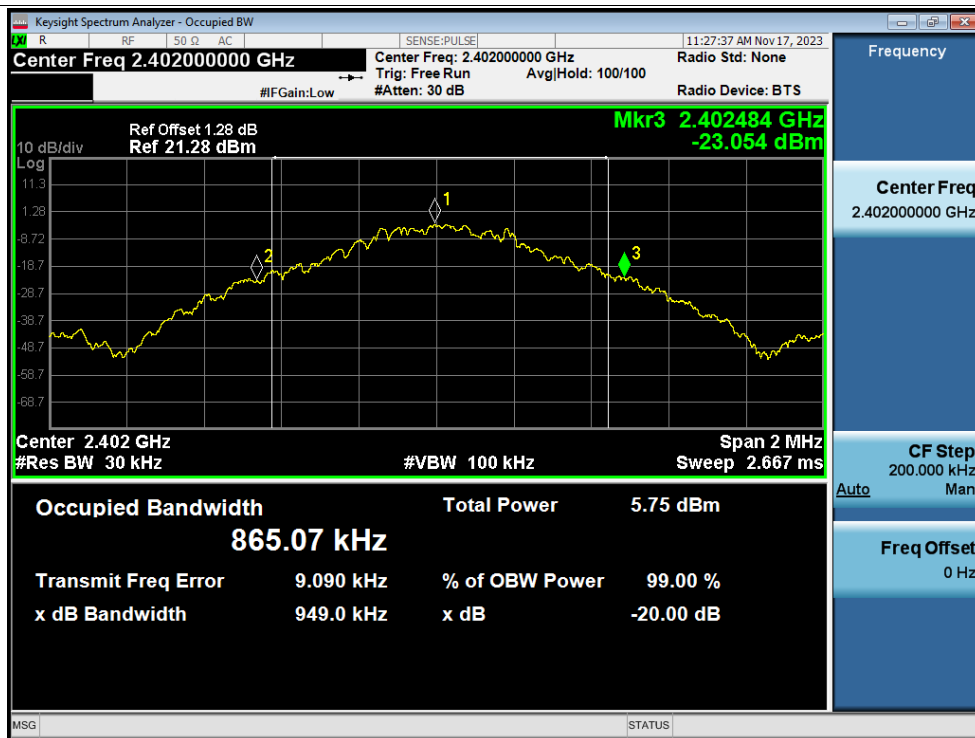 Keysight Spectrum Analyzer - Occupied BW
LXI R RF 50 Ω AC SENSE:PULSE 11:27:37 AM Nov 17, 2023
Center Freq 2.402000000 GHz
Center Freq: 2.402000000 GHz
Radio Std: None
Trig: Free Run Avg|Hold: 100/100
#IFGain:Low
#Atten: 30 dB
Radio Device: BTS
Mkr3 2.402484 GHz
-23.054 dBm
Ref Offset 1.28 dB
10 dB/div Ref 21.28 dBm
Log
11.3
1.28
-8.72
-18.7
-28.7
-38.7
-48.7
-58.7
-68.7
1
2
3
Center 2.402 GHz Span 2 MHz
#Res BW 30 kHz #VBW 100 kHz Sweep 2.667 ms
Occupied Bandwidth Total Power 5.75 dBm
865.07 kHz
Transmit Freq Error 9.090 kHz % of OBW Power 99.00 %
x dB Bandwidth 949.0 kHz x dB -20.00 dB
MSG STATUS
Frequency
Center Freq
2.402000000 GHz
CF Step
200.000 kHz
Auto Man
Freq Offset
0 Hz